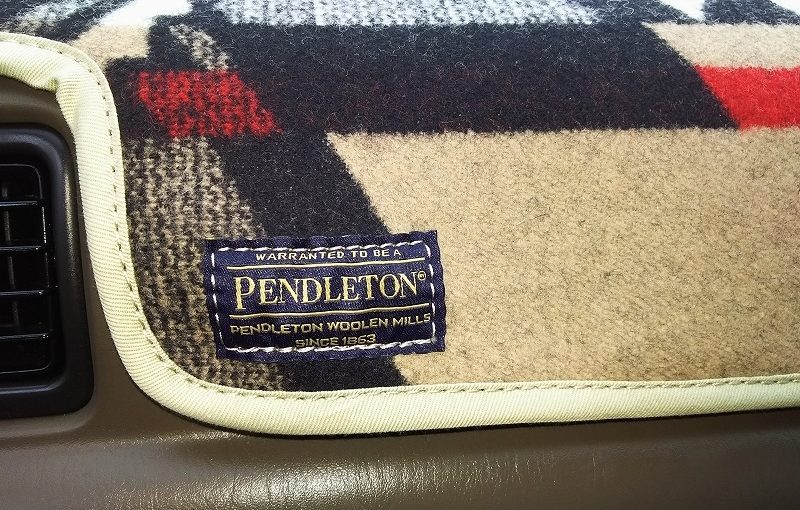 WARRANTED TO BE A
PENDLETON®
PENDLETON WOOLEN MILLS
SINCE 1863